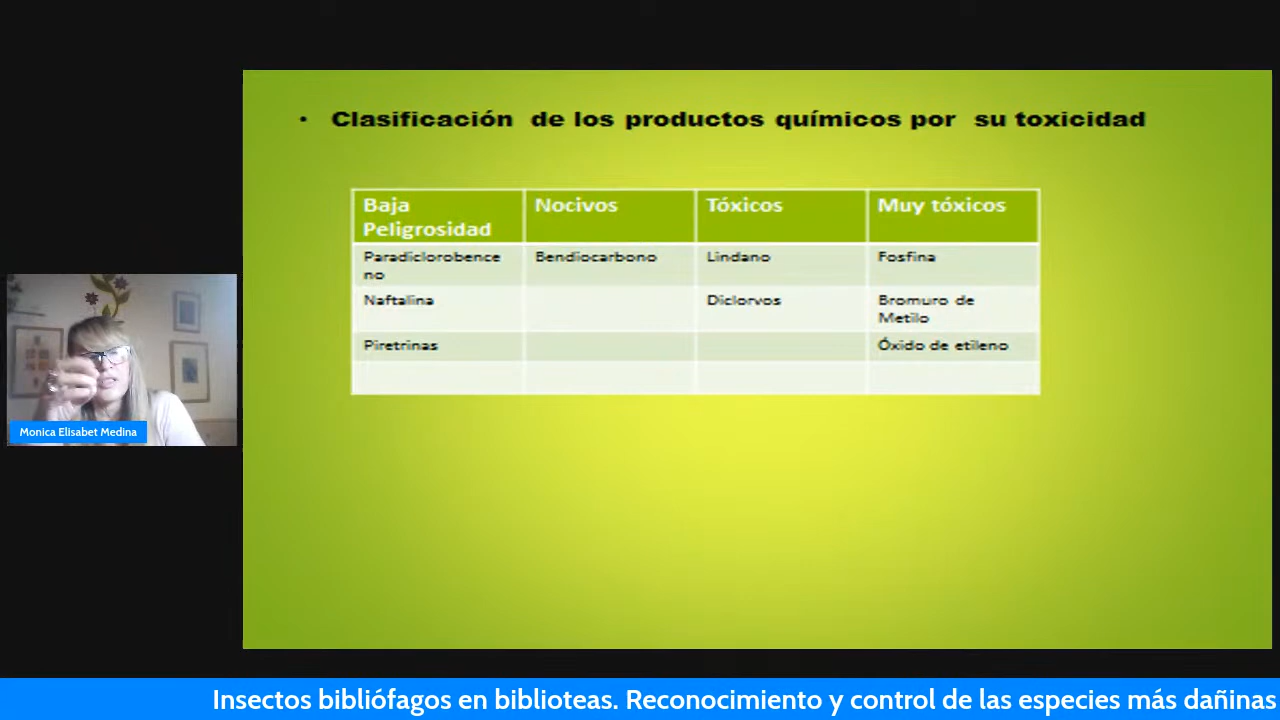 • Clasificación de los productos químicos por su toxicidad
Baja Peligrosidad
Nocivos
Tóxicos
Muy tóxicos
Paradiclorobence
no
Bendiocarbono
Lindano
Fosfina
Naftalina
Diclorvos
Bromuro de
Metilo
Piretrinas
Óxido de etileno
Monica Elisabet Medina
Insectos bibliófagos en biblioteas. Reconocimiento y control de las especies más dañinas